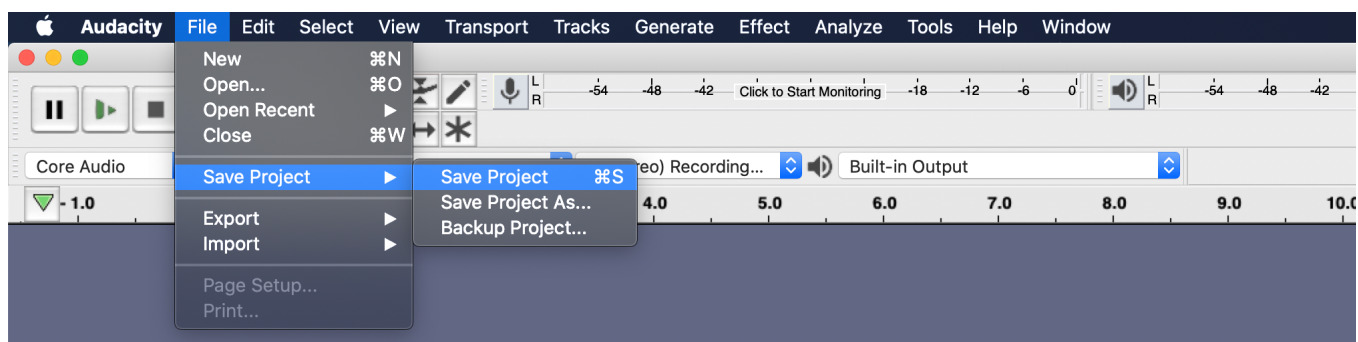 Audacity File Edit Select View Transport Tracks Generate Effect Analyze Tools Help Window
New ⌘N
Open... ⌘O
Open Recent ▶
Close ⌘W
Save Project ▶
Export ▶
Import ▶
Page Setup...
Print...
Save Project ⌘S
Save Project As...
Backup Project...
L
R
-54 -48 -42 Click to Start Monitoring -18 -12 -6 0
L
R
-54 -48 -42
Core Audio
Recording...
Built-in Output
- 1.0 4.0 5.0 6.0 7.0 8.0 9.0